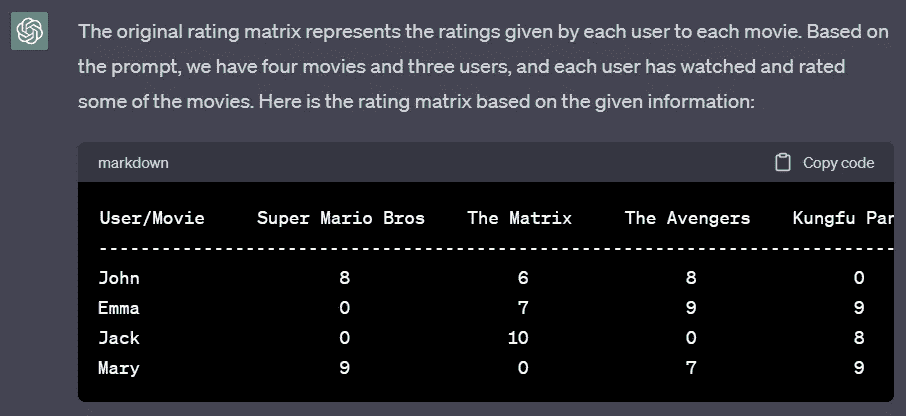 The original rating matrix represents the ratings given by each user to each movie. Based on
the prompt, we have four movies and three users, and each user has watched and rated
some of the movies. Here is the rating matrix based on the given information:
markdown Copy code
User/Movie Super Mario Bros The Matrix The Avengers Kungfu Par
--------------------------------------------------------------------------------
John 8 6 8 0
Emma 0 7 9 9
Jack 0 10 0 8
Mary 9 0 7 9